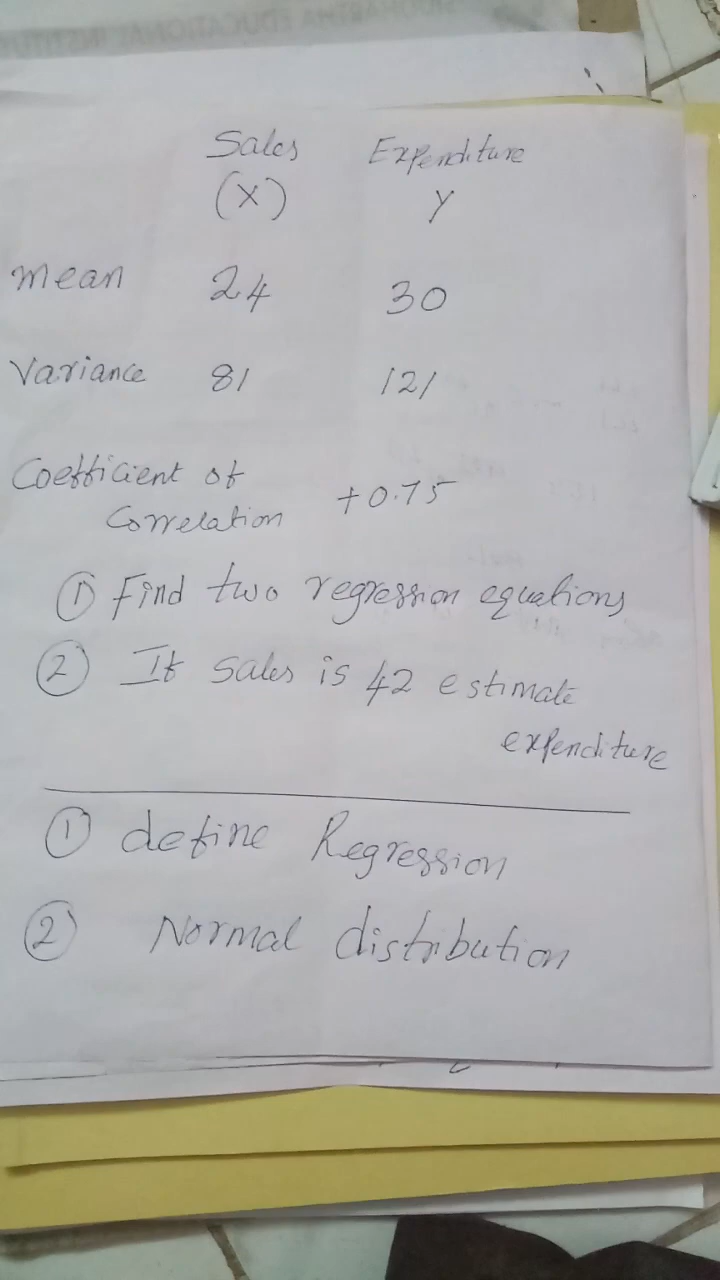 Sales Expenditure
(X) Y
mean 24 30
Variance 81 121
Coefficient of
Correlation +0.75
① Find two regression equations
② If Sales is 42 estimate
expenditure
① define Regression
② Normal distribution